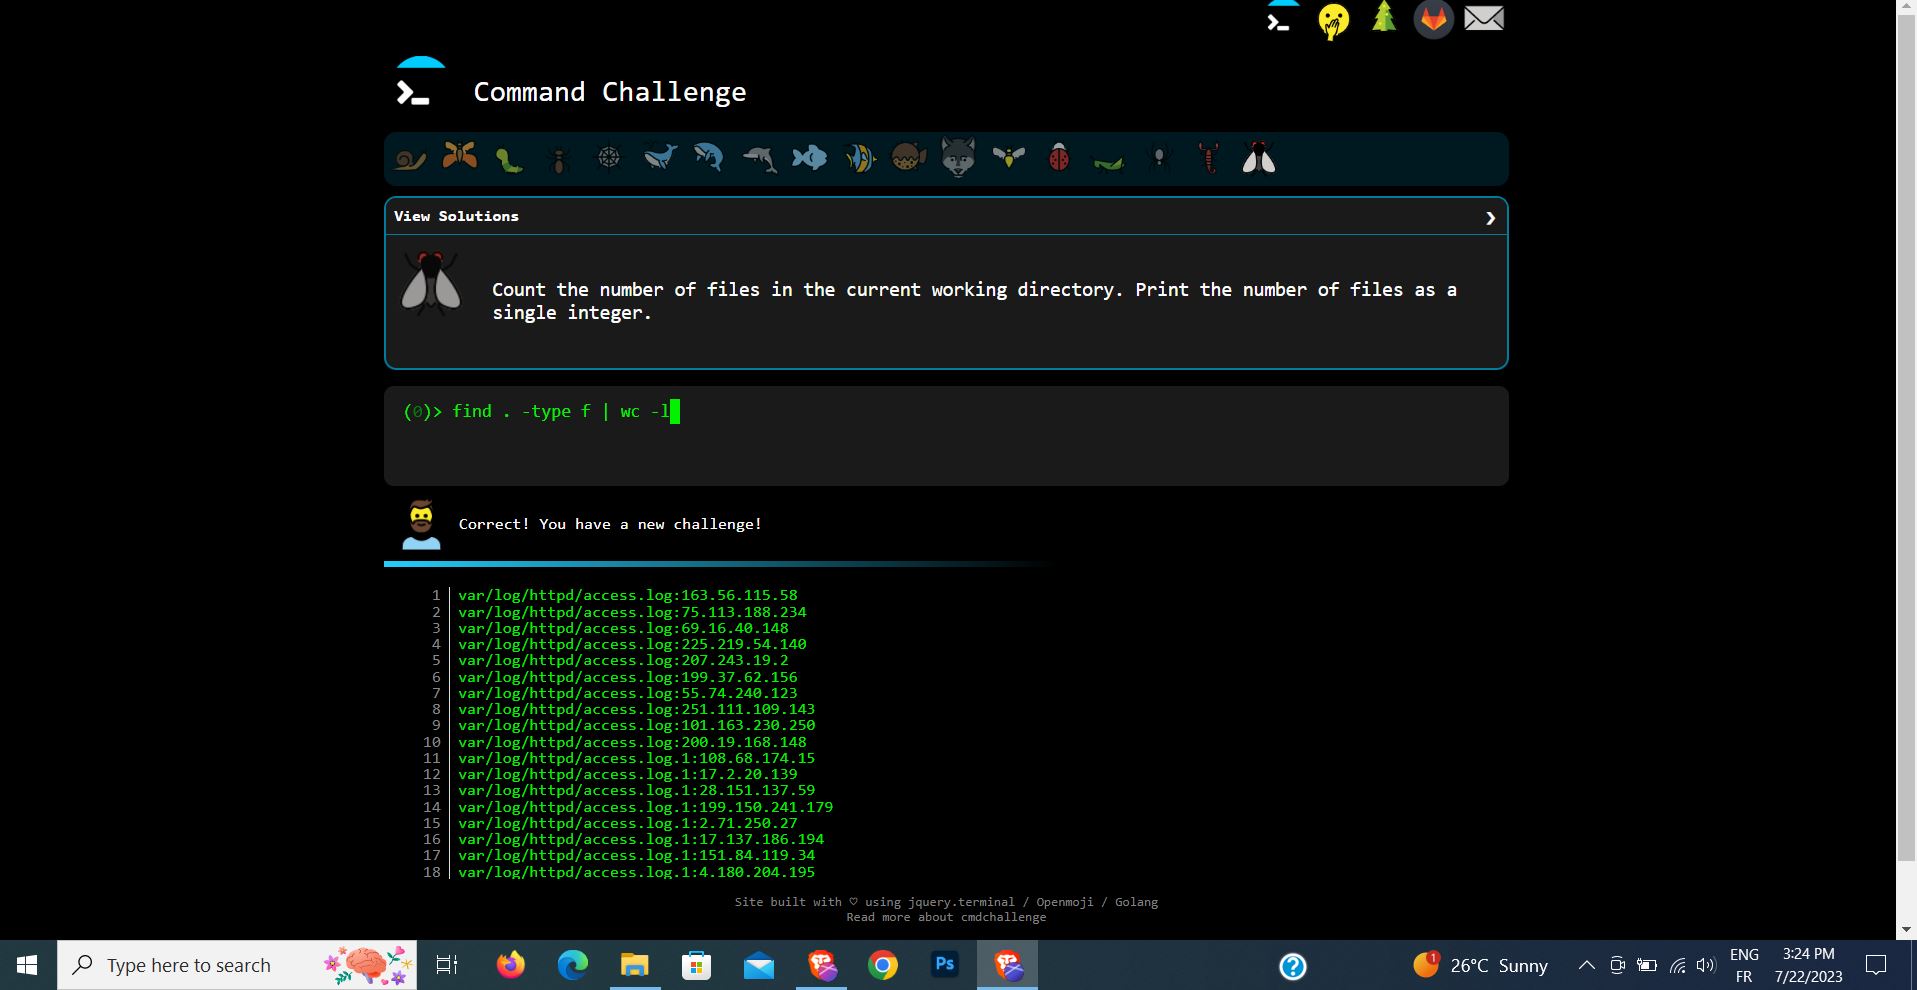 Command Challenge
View Solutions
Count the number of files in the current working directory. Print the number of files as a
single integer.
(0)> find . -type f | wc -l
Correct! You have a new challenge!
1 var/log/httpd/access.log:163.56.115.58
2 var/log/httpd/access.log:75.113.188.234
3 var/log/httpd/access.log:69.16.40.148
4 var/log/httpd/access.log:225.219.54.140
5 var/log/httpd/access.log:207.243.19.2
6 var/log/httpd/access.log:199.37.62.156
7 var/log/httpd/access.log:55.74.240.123
8 var/log/httpd/access.log:251.111.109.143
9 var/log/httpd/access.log:101.163.230.250
10 var/log/httpd/access.log:200.19.168.148
11 var/log/httpd/access.log.1:108.68.174.15
12 var/log/httpd/access.log.1:17.2.20.139
13 var/log/httpd/access.log.1:28.151.137.59
14 var/log/httpd/access.log.1:199.150.241.179
15 var/log/httpd/access.log.1:2.71.250.27
16 var/log/httpd/access.log.1:17.137.186.194
17 var/log/httpd/access.log.1:151.84.119.34
18 var/log/httpd/access.log.1:4.180.204.195
Site built with ♡ using jquery.terminal / Openmoji / Golang
Read more about cmdchallenge
Type here to search
Ps
1
26°C Sunny
ENG
FR
3:24 PM
7/22/2023